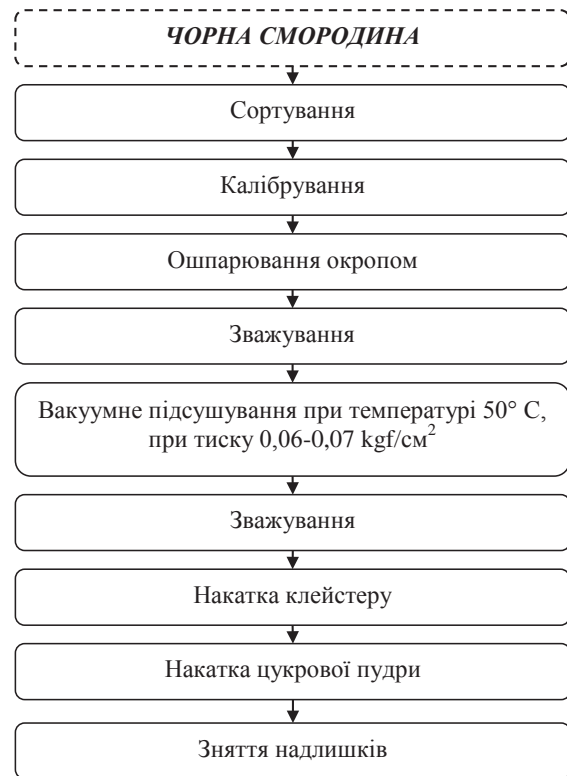 ЧОРНА СМОРОДИНА
Сортування
Калібрування
Ошпарювання окропом
Зважування
Вакуумне підсушування при температурі 50° С,
при тиску 0,06-0,07 kgf/см²
Зважування
Накатка клейстеру
Накатка цукрової пудри
Зняття надлишків